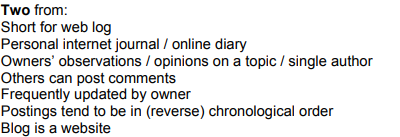 Two from:
Short for web log
Personal internet journal / online diary
Owners' observations / opinions on a topic / single author
Others can post comments
Frequently updated by owner
Postings tend to be in (reverse) chronological order
Blog is a website